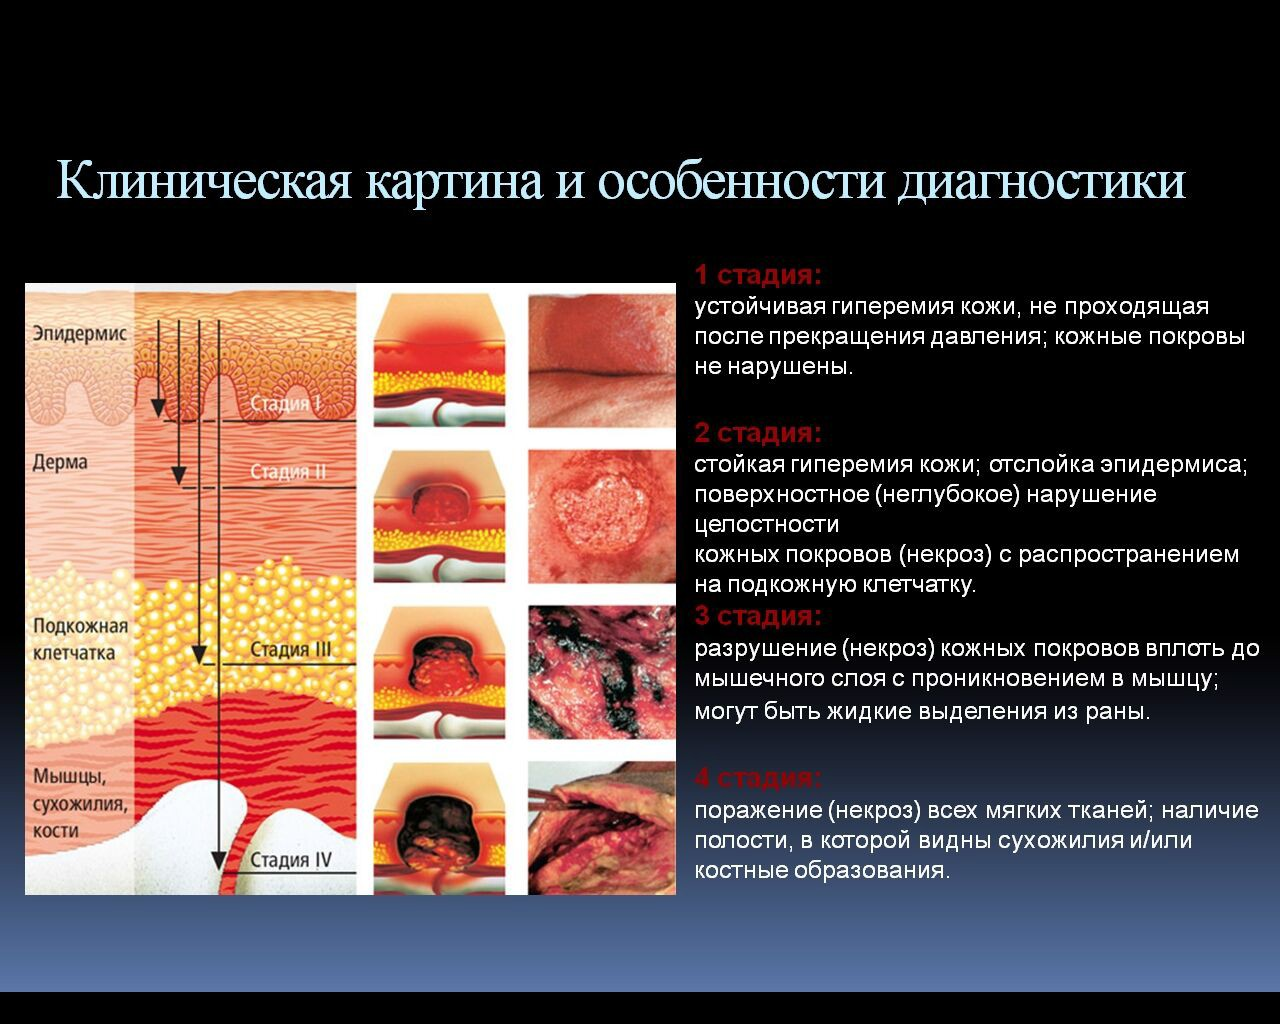 Клиническая картина и особенности диагностики
Эпидермис
Стадия I
Дерма
Стадия II
Подкожная
клетчатка
Стадия III
Мышцы,
сухожилия,
кости
Стадия IV
1 стадия:
устойчивая гиперемия кожи, не проходящая
после прекращения давления; кожные покровы
не нарушены.
2 стадия:
стойкая гиперемия кожи; отслойка эпидермиса;
поверхностное (неглубокое) нарушение
целостности
кожных покровов (некроз) с распространением
на подкожную клетчатку.
3 стадия:
разрушение (некроз) кожных покровов вплоть до
мышечного слоя с проникновением в мышцу;
могут быть жидкие выделения из раны.
4 стадия:
поражение (некроз) всех мягких тканей; наличие
полости, в которой видны сухожилия и/или
костные образования.